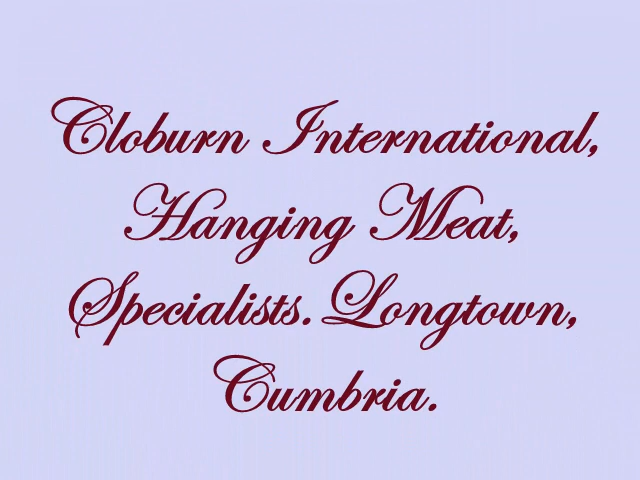 Cloburn International,
Hanging Meat,
Specialists. Longtown,
Cumbria.